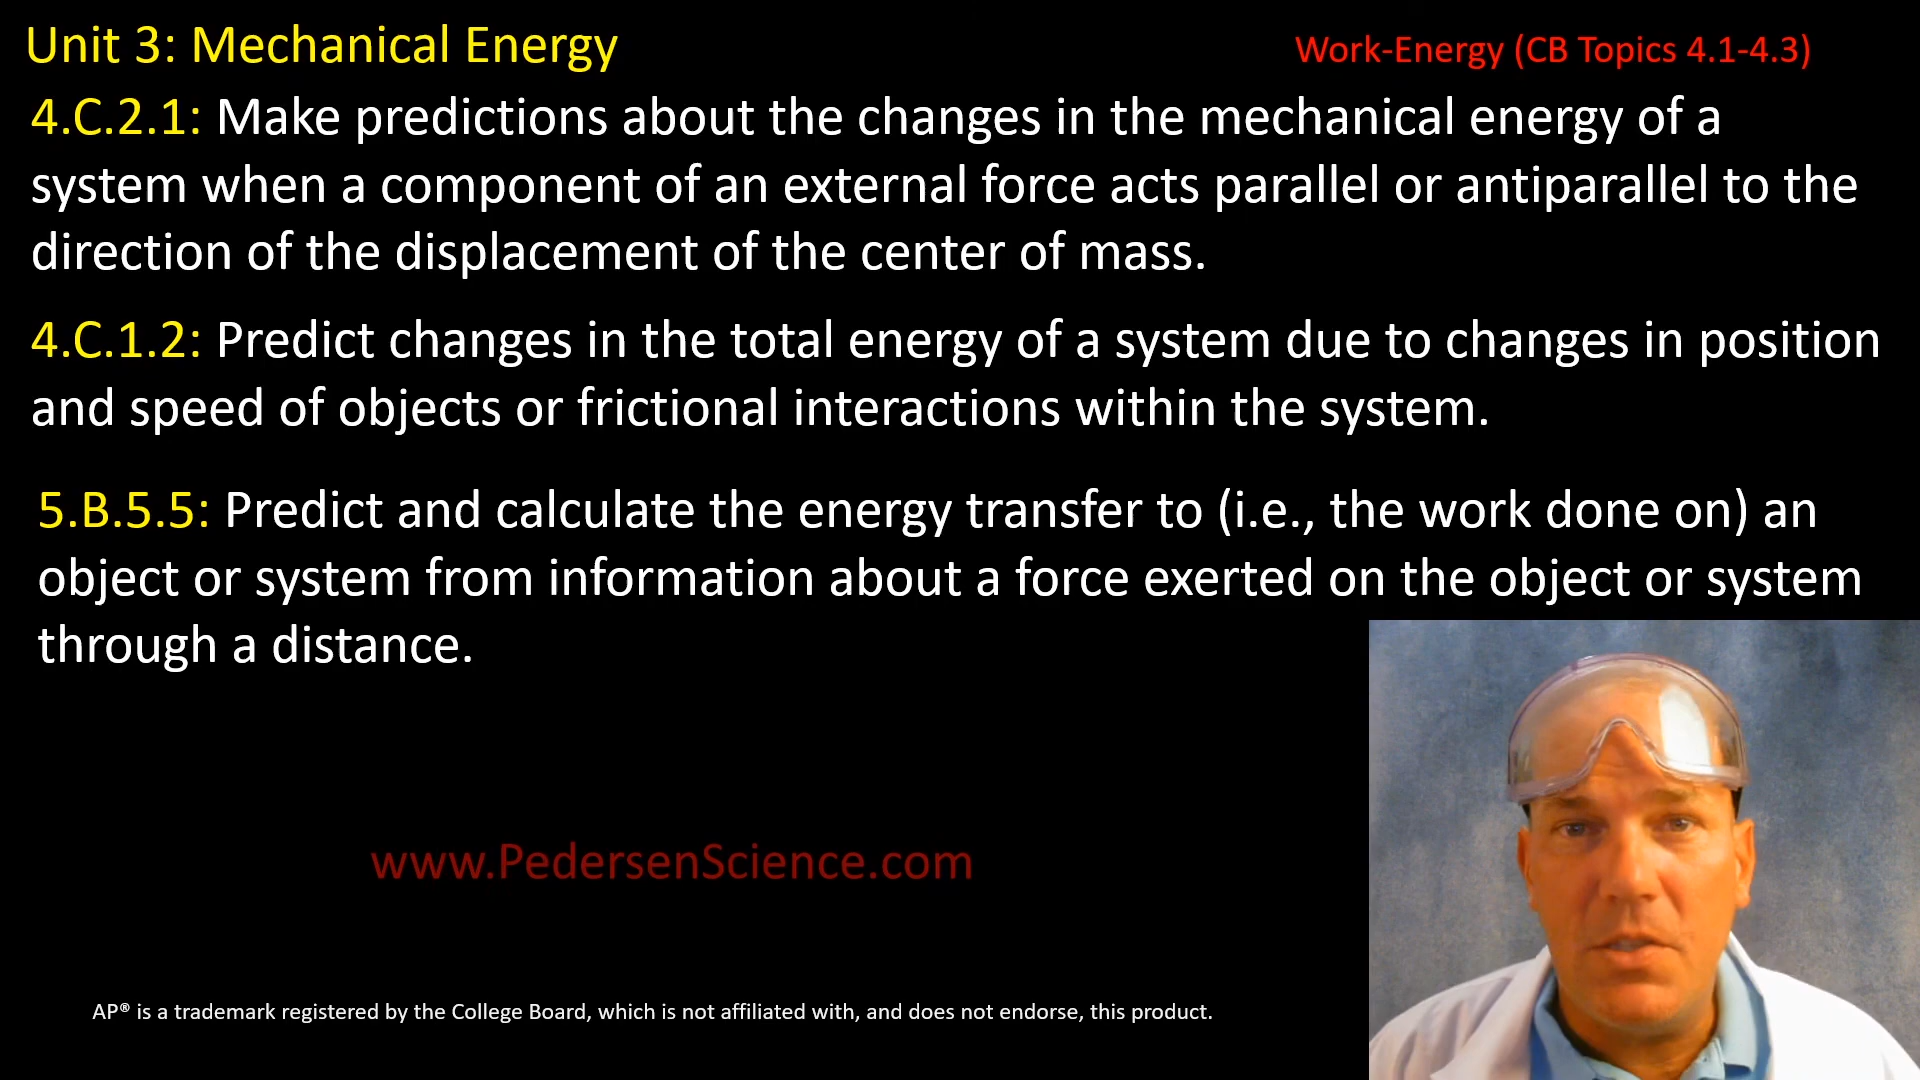 Unit 3: Mechanical Energy
Work-Energy (CB Topics 4.1-4.3)
4.C.2.1: Make predictions about the changes in the mechanical energy of a
system when a component of an external force acts parallel or antiparallel to the
direction of the displacement of the center of mass.
4.C.1.2: Predict changes in the total energy of a system due to changes in position
and speed of objects or frictional interactions within the system.
5.B.5.5: Predict and calculate the energy transfer to (i.e., the work done on) an
object or system from information about a force exerted on the object or system
through a distance.
www.PedersenScience.com
AP® is a trademark registered by the College Board, which is not affiliated with, and does not endorse, this product.